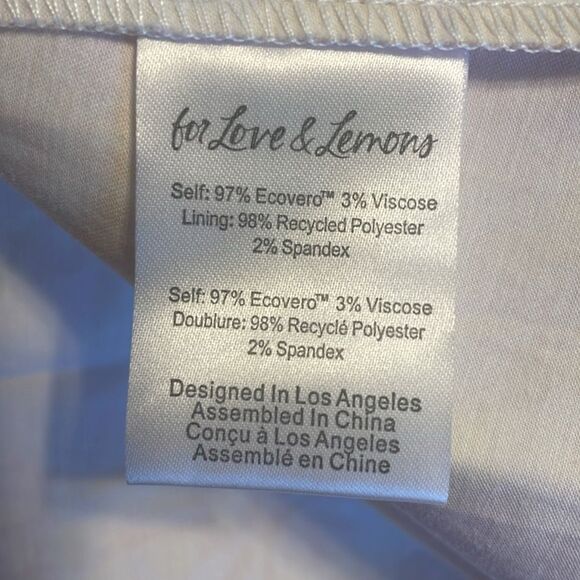 for Love & Lemons
Self: 97% Ecovero™ 3% Viscose
Lining: 98% Recycled Polyester
2% Spandex
Self: 97% Ecovero™ 3% Viscose
Doublure: 98% Recyclé Polyester
2% Spandex
Designed In Los Angeles
Assembled In China
Conçu à Los Angeles
Assemblé en Chine